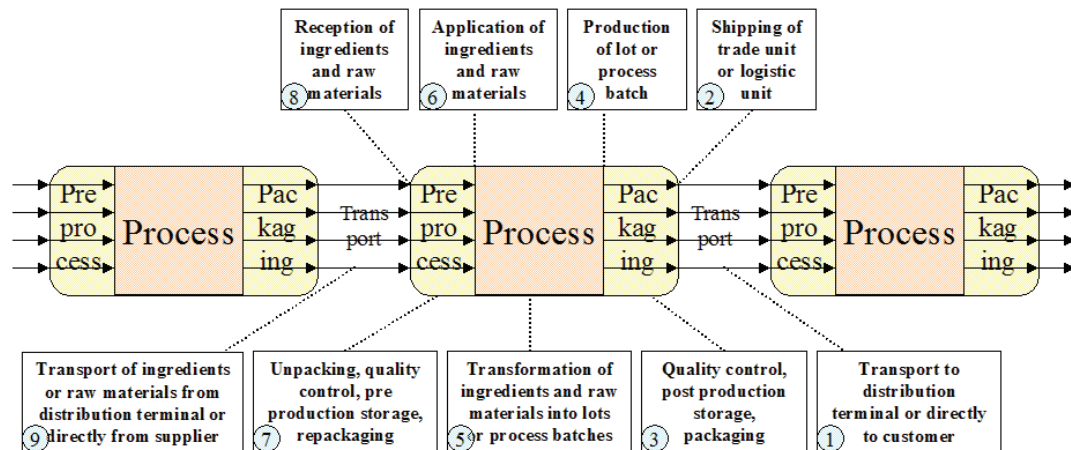 Reception of
ingredients
and raw
materials
8
Application of
ingredients
and raw
materials
6
Production
of lot or
process
batch
4
Shipping of
trade unit
or logistic
unit
2
Pre
pro
cess
Process
Pac
kag
ing
Trans
port
Pre
pro
cess
Process
Pac
kag
ing
Trans
port
Pre
pro
cess
Process
Pac
kag
ing
Transport of ingredients
or raw materials from
distribution terminal or
directly from supplier
9
Unpacking, quality
control, pre
production storage,
repackaging
7
Transformation of
ingredients and raw
materials into lots
or process batches
5
Quality control,
post production
storage,
packaging
3
Transport to
distribution
terminal or directly
to customer
1